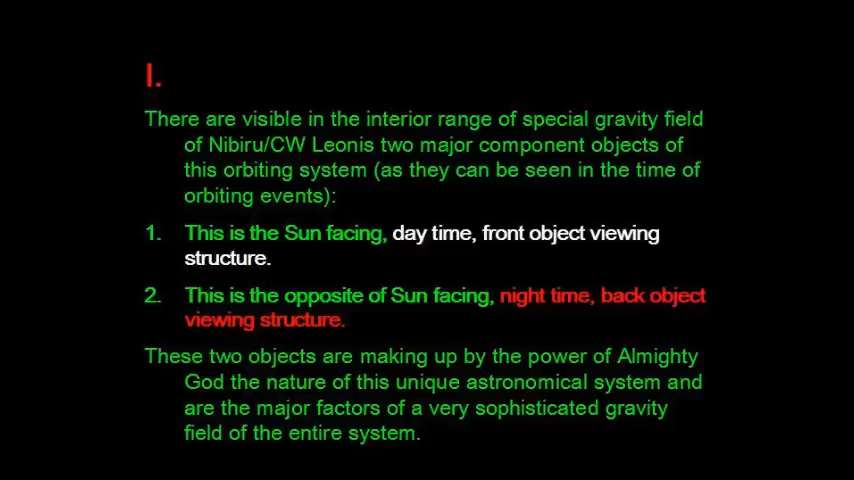 I.
There are visible in the interior range of special gravity field
of Nibiru/CW Leonis two major component objects of
this orbiting system (as they can be seen in the time of
orbiting events):
1. This is the Sun facing, day time, front object viewing
structure.
2. This is the opposite of Sun facing, night time, back object
viewing structure.
These two objects are making up by the power of Almighty
God the nature of this unique astronomical system and
are the major factors of a very sophisticated gravity
field of the entire system.